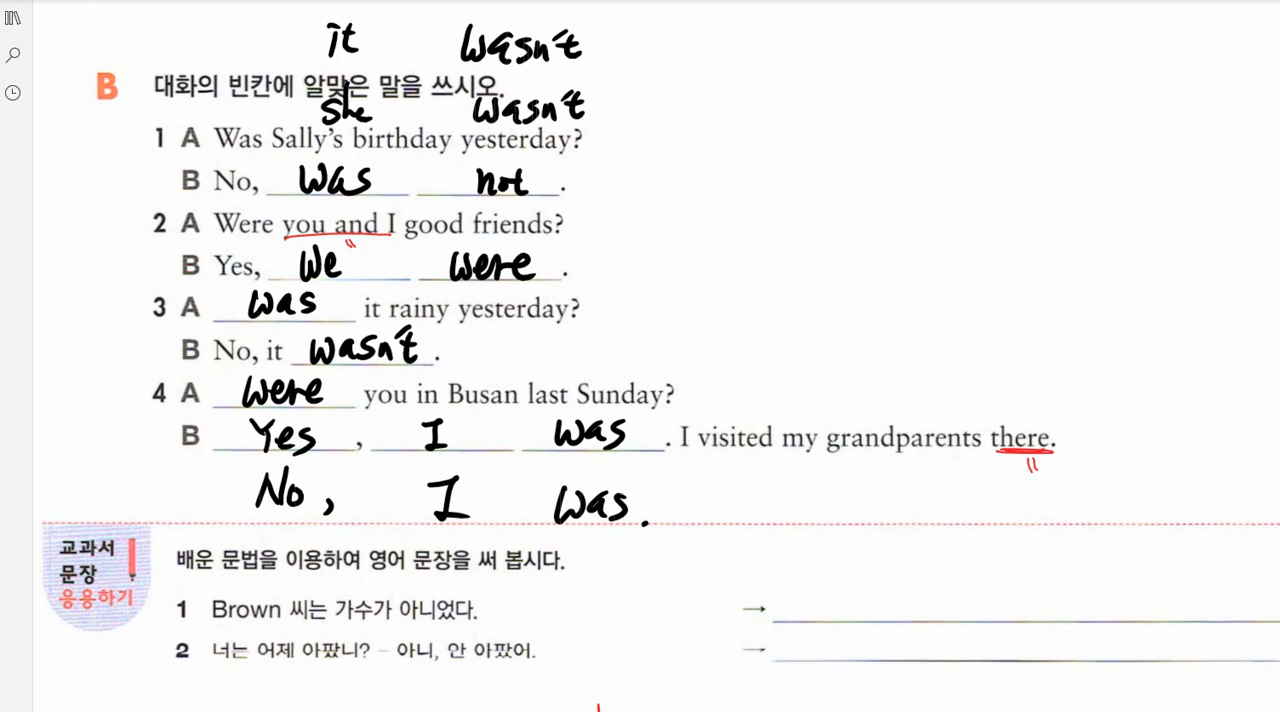 it wasn't
B 대화의 빈칸에 알맞은 말을 쓰시오.
she wasn't
1 A Was Sally's birthday yesterday?
B No, was not.
2 A Were you and I good friends?
B Yes, We were.
3 A was it rainy yesterday?
B No, it wasn't.
4 A were you in Busan last Sunday?
B Yes, I was. I visited my grandparents there.
No, I was.
교과서
문장
응용하기
배운 문법을 이용하여 영어 문장을 써 봅시다.
1 Brown 씨는 가수가 아니었다. →
2 너는 어제 아팠니? – 아니, 안 아팠어. →